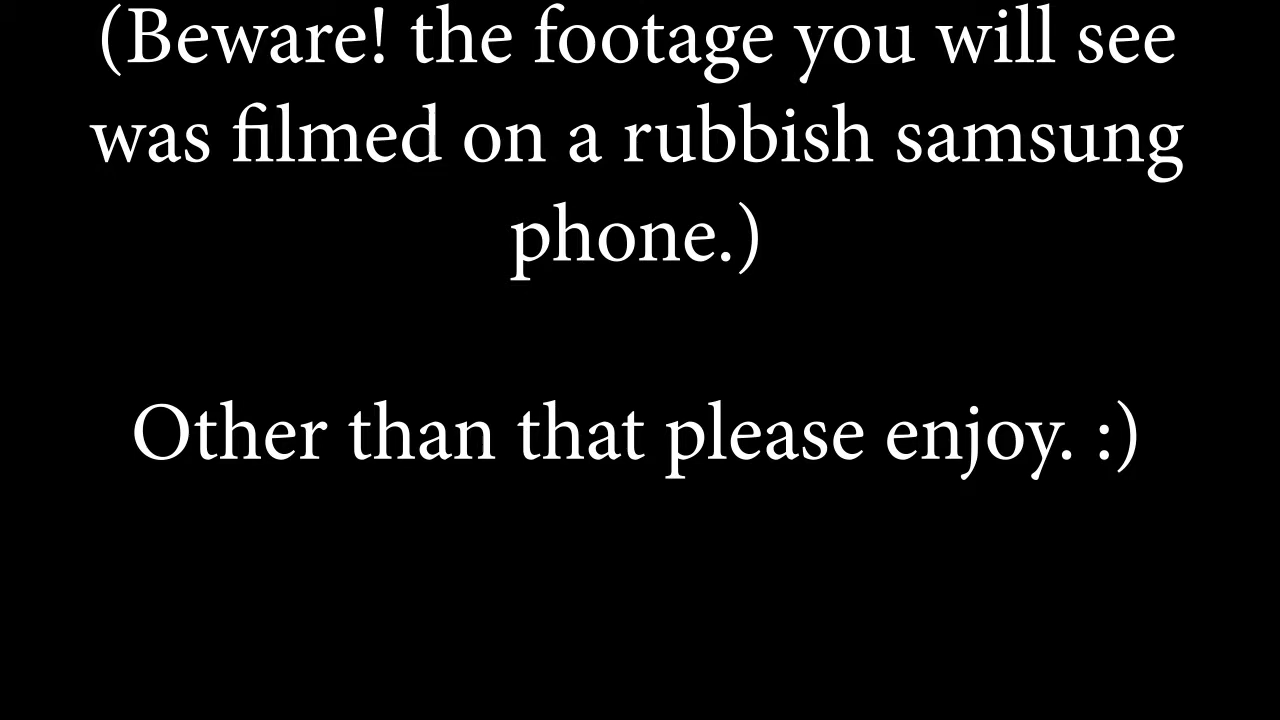 (Beware! the footage you will see
was filmed on a rubbish samsung
phone.)
Other than that please enjoy. :)